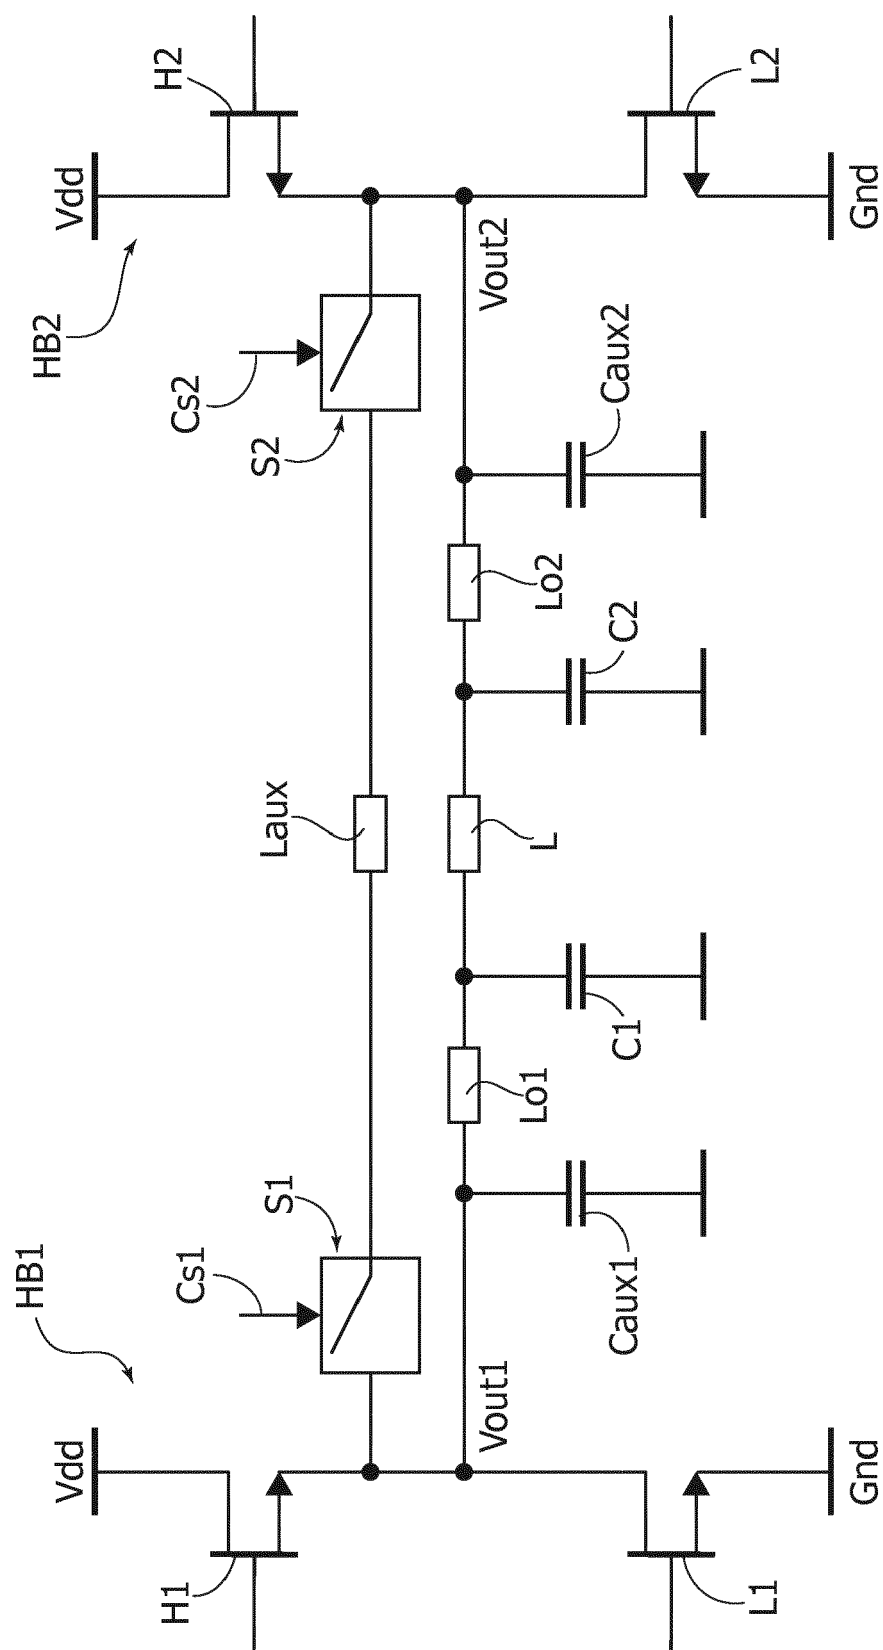 HB1
HB2
Vdd
Vdd
H1
H2
Cs1
Cs2
S1
S2
Laux
Vout1
Vout2
Lo1
L
Lo2
Caux1
C1
C2
Caux2
L1
L2
Gnd
Gnd